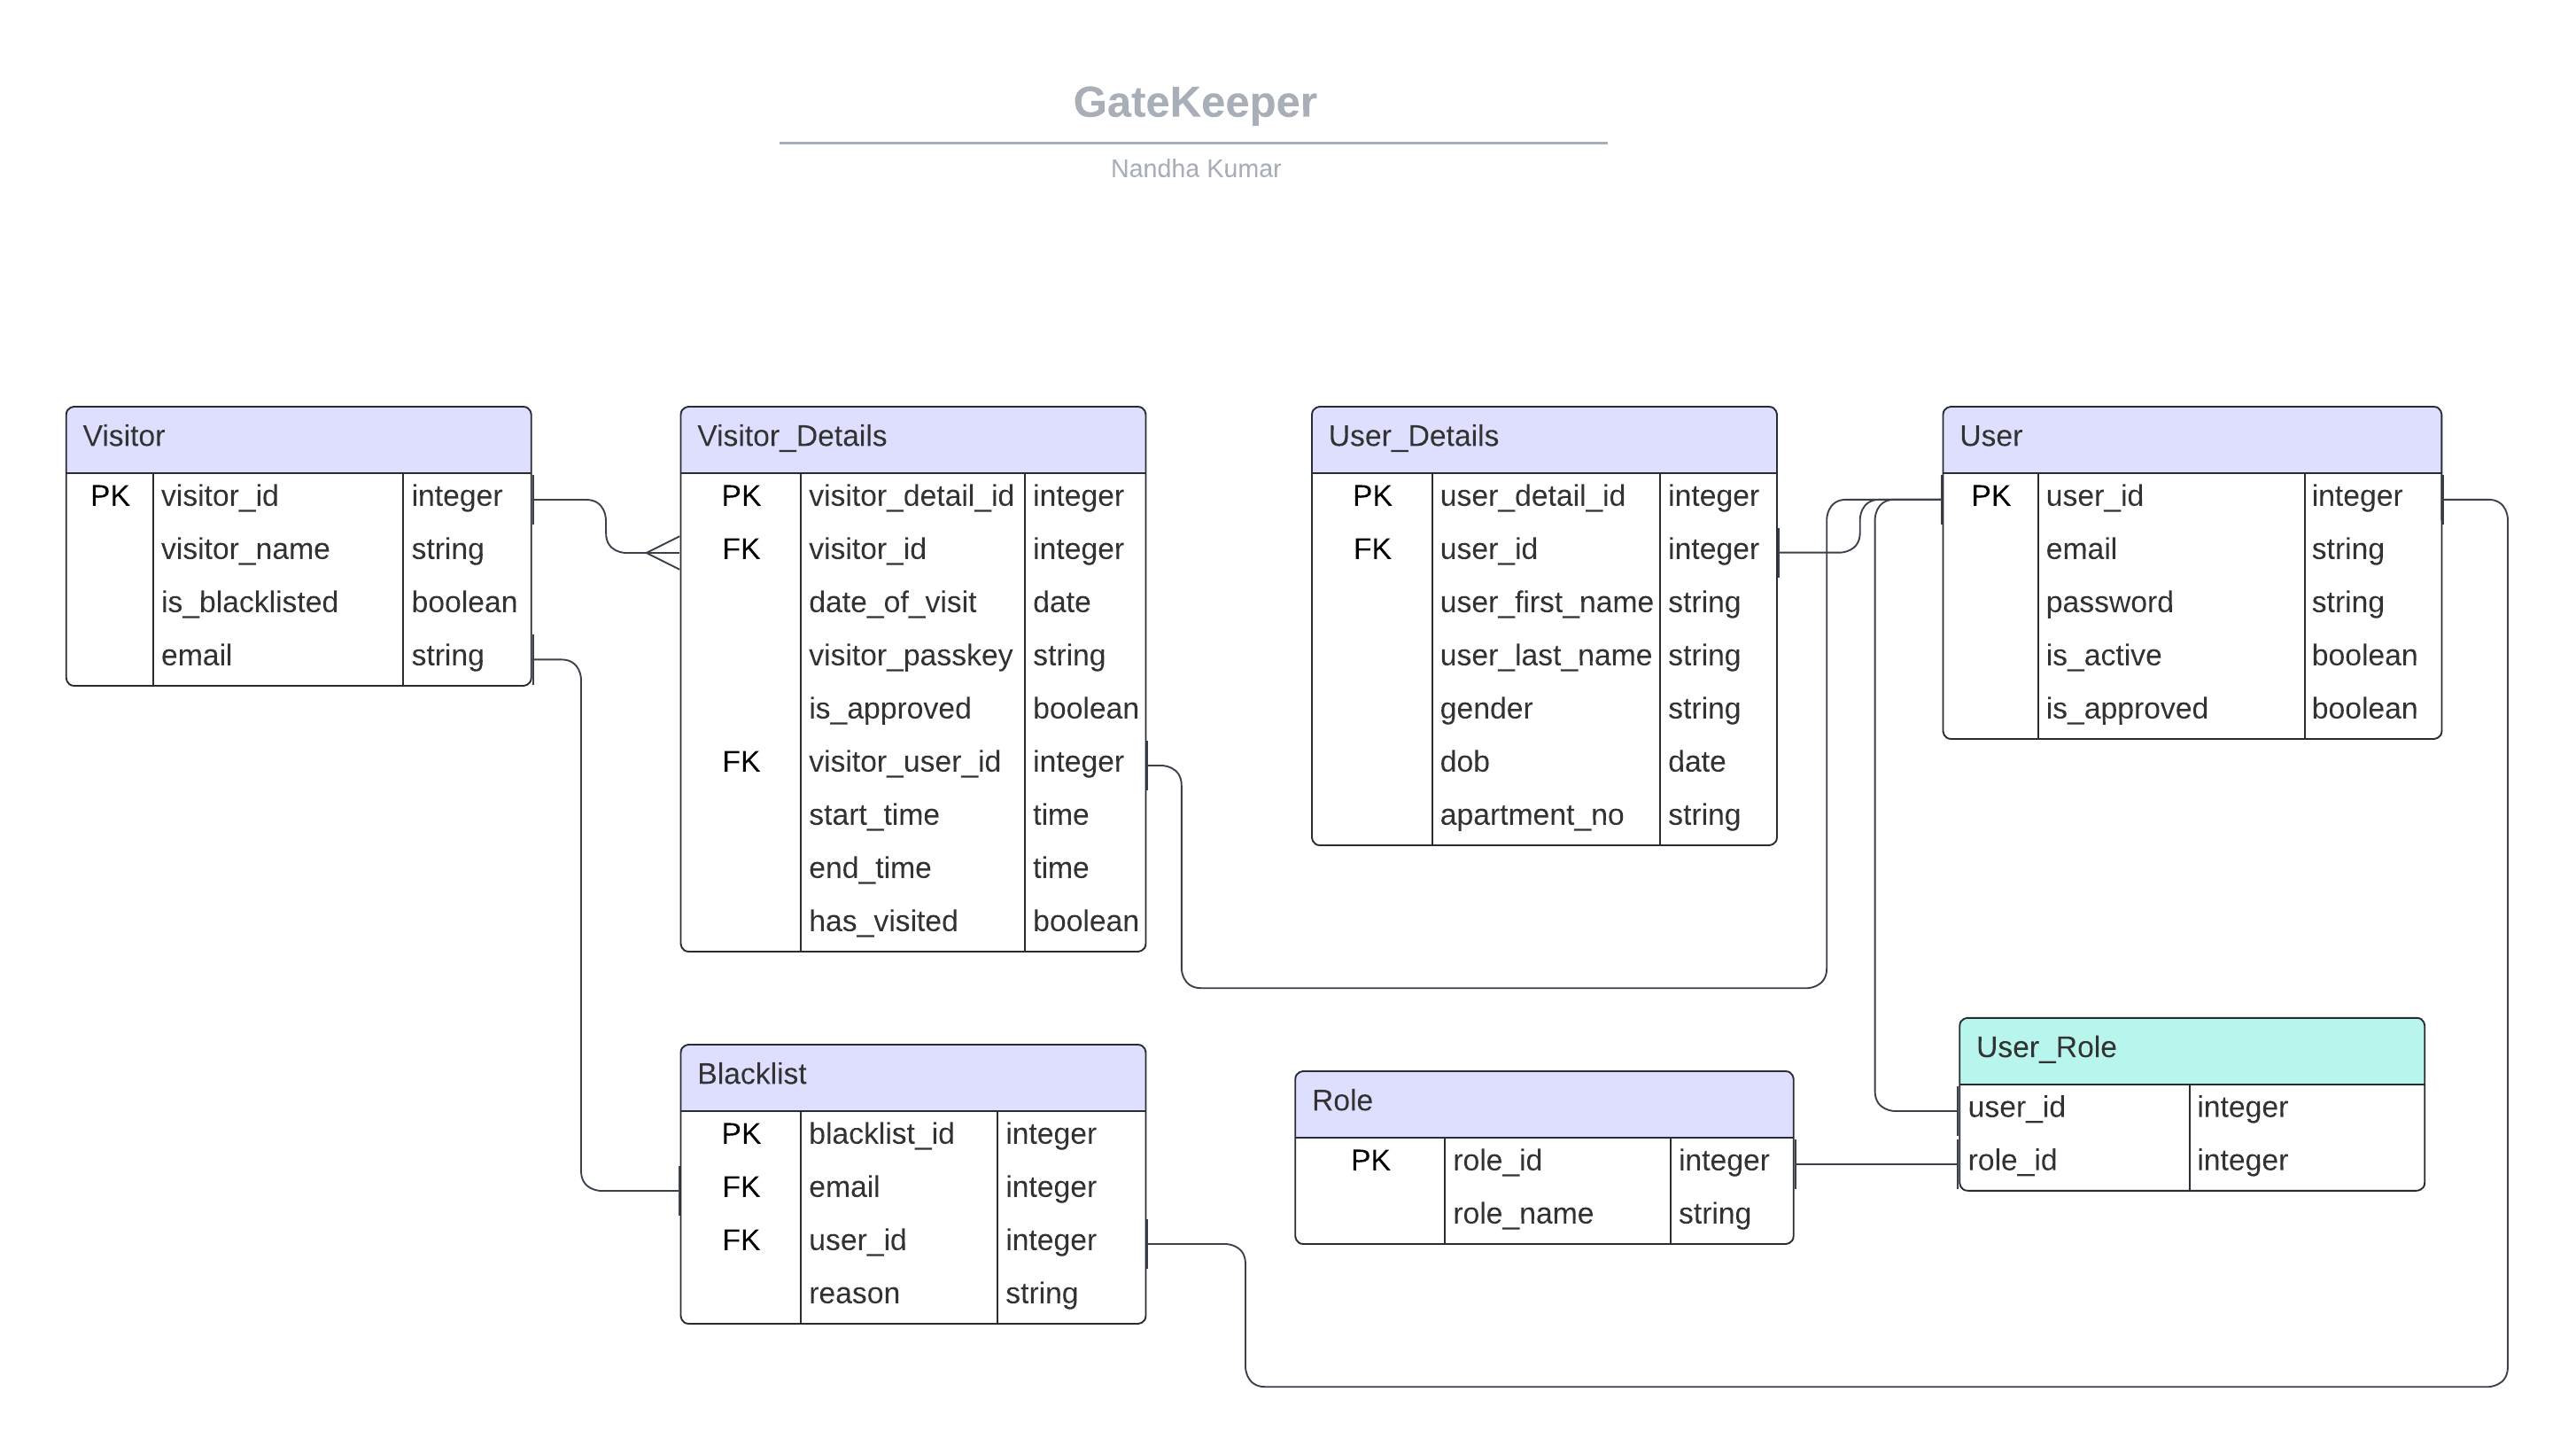 GateKeeper
Nandha Kumar
Visitor
PK visitor_id integer
visitor_name string
is_blacklisted boolean
email string
Visitor_Details
PK visitor_detail_id integer
FK visitor_id integer
date_of_visit date
visitor_passkey string
is_approved boolean
FK visitor_user_id integer
start_time time
end_time time
has_visited boolean
User_Details
PK user_detail_id integer
FK user_id integer
user_first_name string
user_last_name string
gender string
dob date
apartment_no string
User
PK user_id integer
email string
password string
is_active boolean
is_approved boolean
Blacklist
PK blacklist_id integer
FK email integer
FK user_id integer
reason string
Role
PK role_id integer
role_name string
User_Role
user_id integer
role_id integer